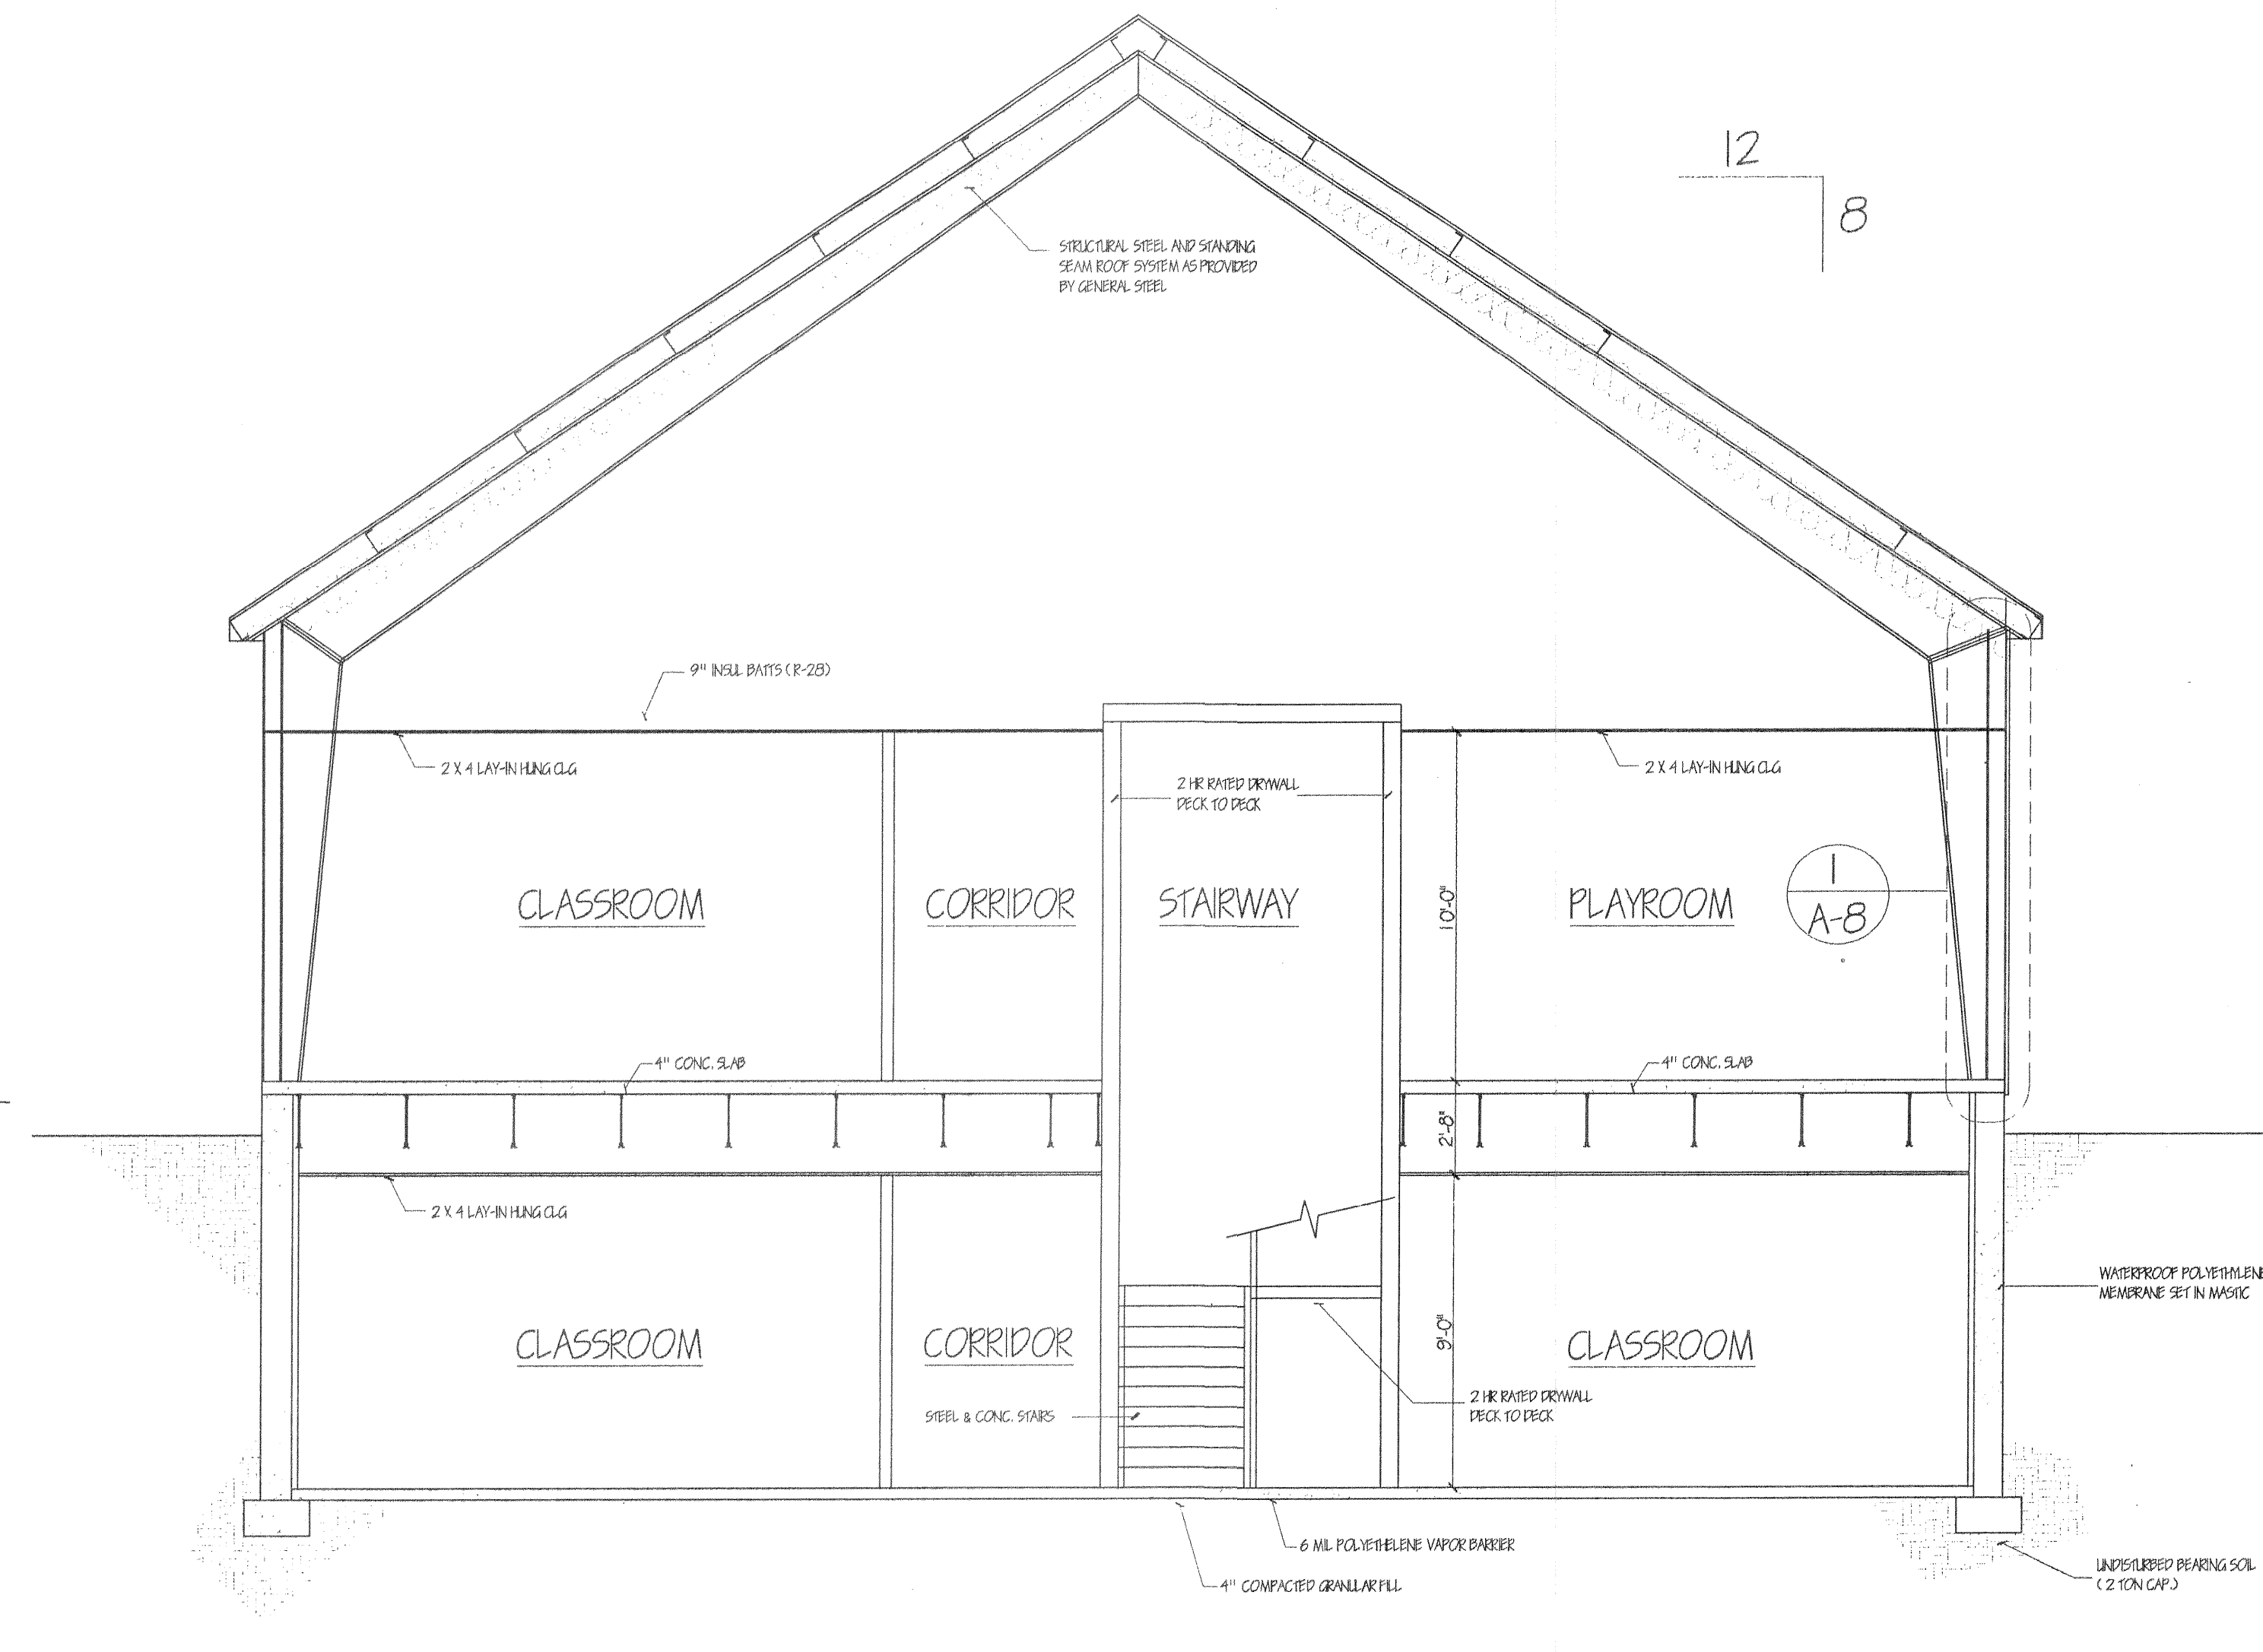 12
8
STRUCTURAL STEEL AND STANDING
SEAM ROOF SYSTEM AS PROVIDED
BY GENERAL STEEL
9" INSUL BATTS (R-28)
2 X 4 LAY-IN HUNG CLG
2 HR RATED DRYWALL
DECK TO DECK
2 X 4 LAY-IN HUNG CLG
CLASSROOM
CORRIDOR
STAIRWAY
10'-0"
PLAYROOM
1
A-8
4" CONC. SLAB
4" CONC. SLAB
2'-8"
2 X 4 LAY-IN HUNG CLG
WATERPROOF POLYETHYLENE
MEMBRANE SET IN MASTIC
CLASSROOM
CORRIDOR
9'-0"
CLASSROOM
STEEL & CONC. STAIRS
2 HR RATED DRYWALL
DECK TO DECK
6 MIL POLYETHELENE VAPOR BARRIER
4" COMPACTED GRANULAR FILL
UNDISTURBED BEARING SOIL
(2 TON CAP.)